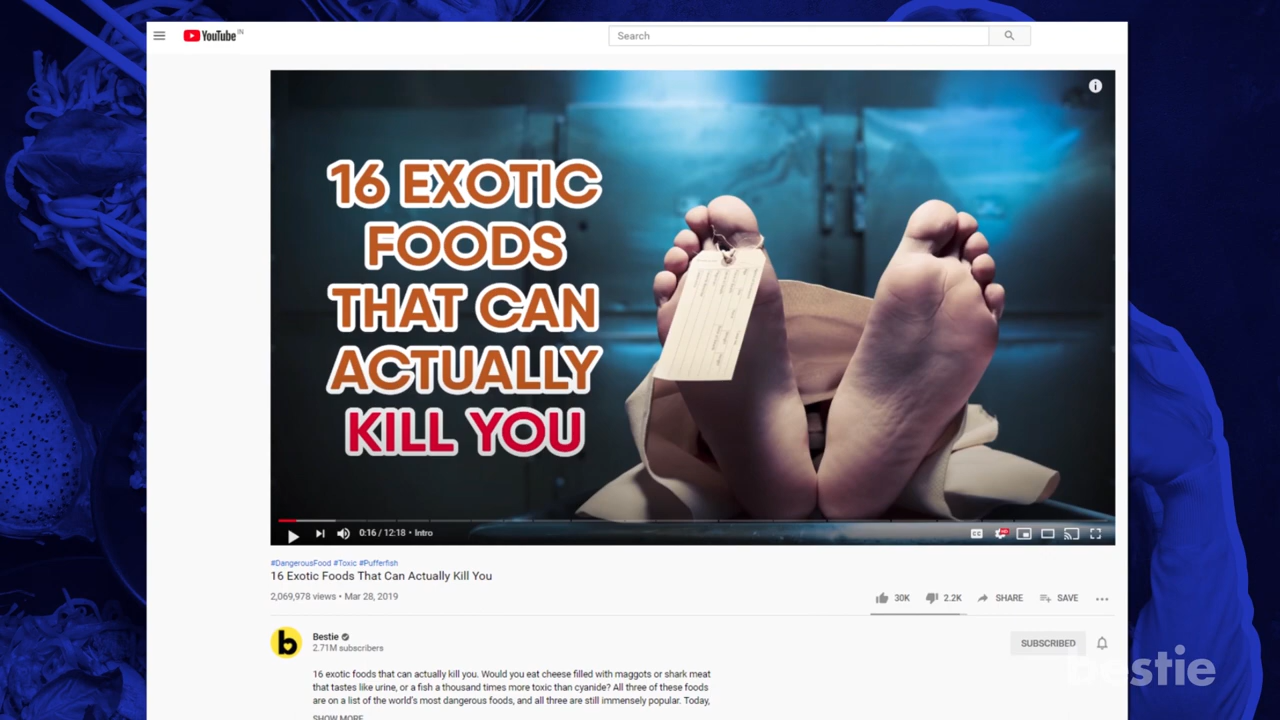 YouTube IN
Search
16 EXOTIC
FOODS
THAT CAN
ACTUALLY
KILL YOU
0:16 / 12:18 • Intro
CC
HD
#DangerousFood #Toxic #Pufferfish
16 Exotic Foods That Can Actually Kill You
2,069,978 views • Mar 28, 2019
30K
2.2K
SHARE
SAVE
b
Bestie
2.71M subscribers
SUBSCRIBED
bestie
16 exotic foods that can actually kill you. Would you eat cheese filled with maggots or shark meat
that tastes like urine, or a fish a thousand times more toxic than cyanide? All three of these foods
are on a list of the world's most dangerous foods, and all three are still immensely popular. Today,
SHOW MORE